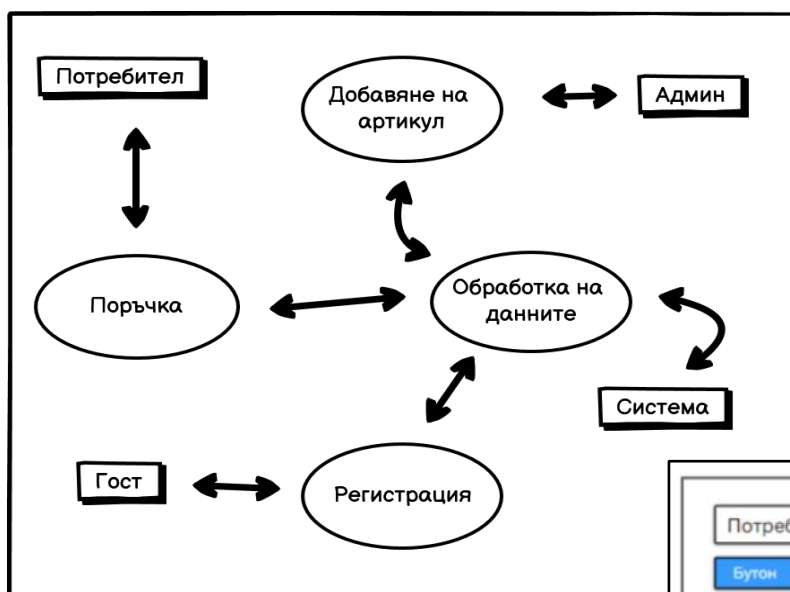 Потребител
Добавяне на
артикул
Админ
Поръчка
Обработка на
данните
Система
Гост
Регистрация
Бутон